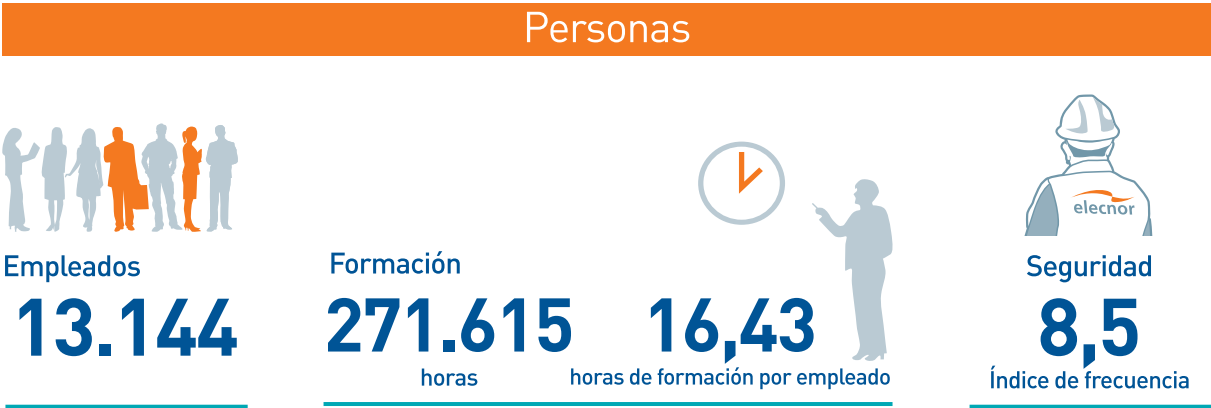 Personas
elecnor
Empleados
13.144
Formación
271.615
horas
16,43
horas de formación por empleado
Seguridad
8,5
Índice de frecuencia